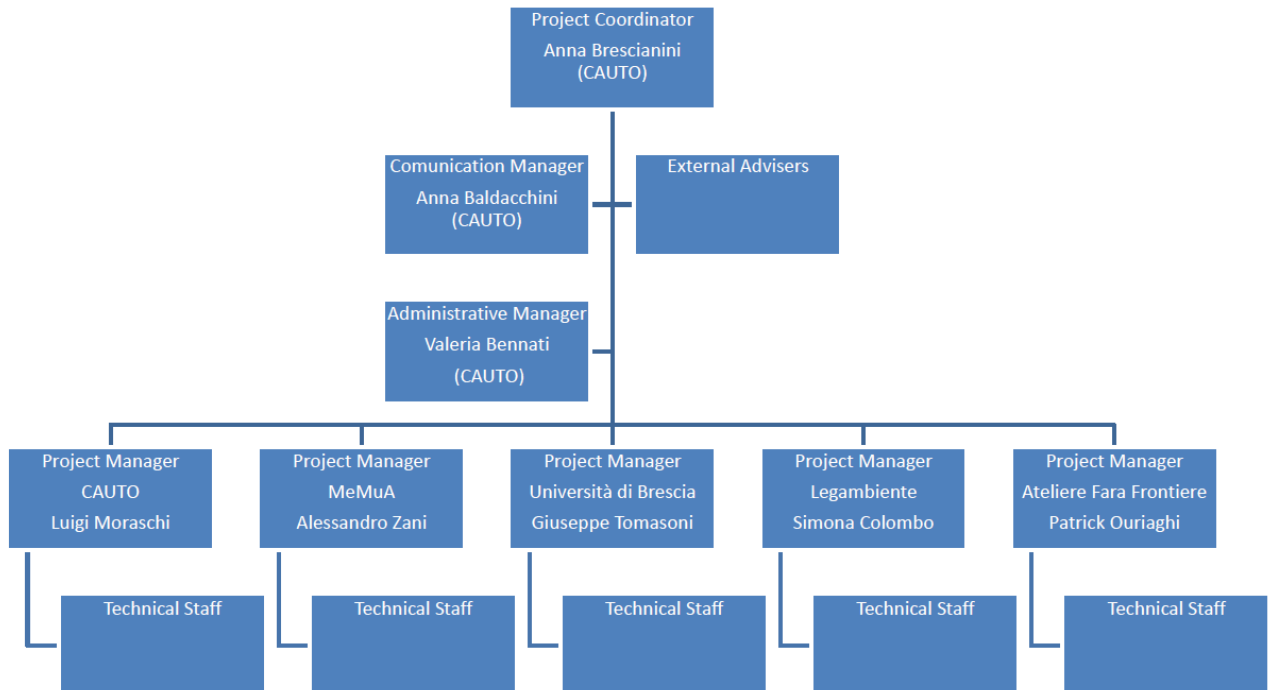 Project Coordinator
Anna Brescianini
(CAUTO)
Comunication Manager
Anna Baldacchini
(CAUTO)
External Advisers
Administrative Manager
Valeria Bennati
(CAUTO)
Project Manager
CAUTO
Luigi Moraschi
Project Manager
MeMuA
Alessandro Zani
Project Manager
Università di Brescia
Giuseppe Tomasoni
Project Manager
Legambiente
Simona Colombo
Project Manager
Ateliere Fara Frontiere
Patrick Ouriaghi
Technical Staff
Technical Staff
Technical Staff
Technical Staff
Technical Staff